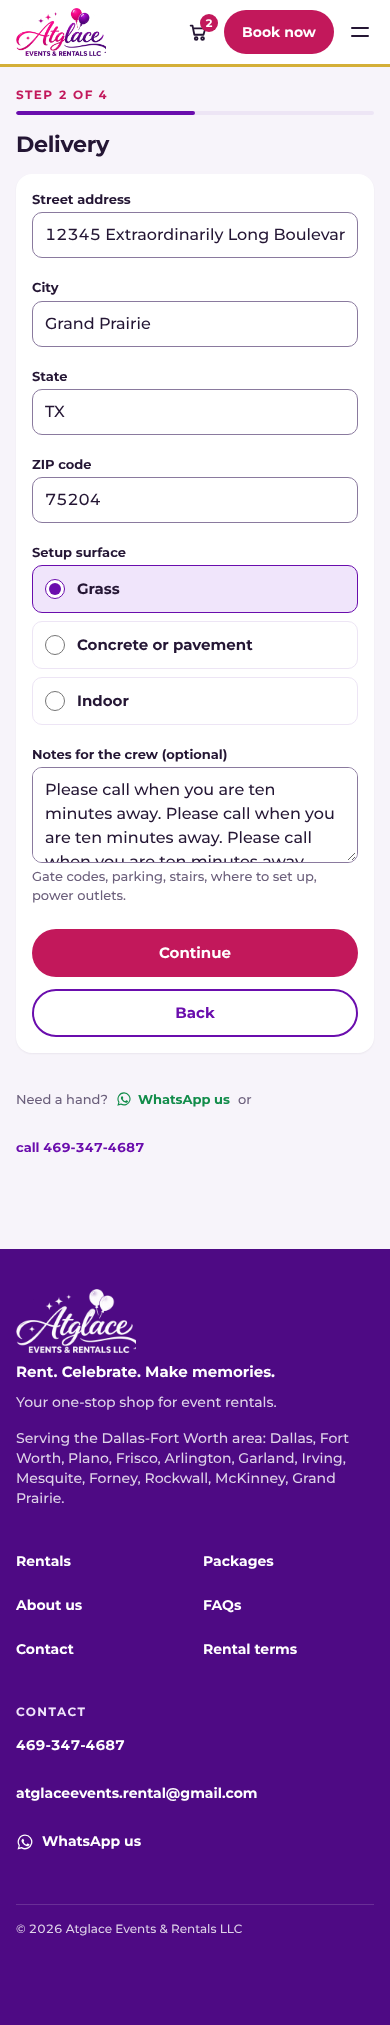 Atglace
EVENTS & RENTALS LLC
2
Book now
STEP 2 OF 4
Delivery
Street address
12345 Extraordinarily Long Boulevar
City
Grand Prairie
State
TX
ZIP code
75204
Setup surface
Grass
Concrete or pavement
Indoor
Notes for the crew (optional)
Please call when you are ten
minutes away. Please call when you
are ten minutes away. Please call
when you are ten minutes away.
Gate codes, parking, stairs, where to set up,
power outlets.
Continue
Back
Need a hand? WhatsApp us or
call 469-347-4687
Atglace
EVENTS & RENTALS LLC
Rent. Celebrate. Make memories.
Your one-stop shop for event rentals.
Serving the Dallas-Fort Worth area: Dallas, Fort
Worth, Plano, Frisco, Arlington, Garland, Irving,
Mesquite, Forney, Rockwall, McKinney, Grand
Prairie.
Rentals
Packages
About us
FAQs
Contact
Rental terms
CONTACT
469-347-4687
atglaceevents.rental@gmail.com
WhatsApp us
© 2026 Atglace Events & Rentals LLC